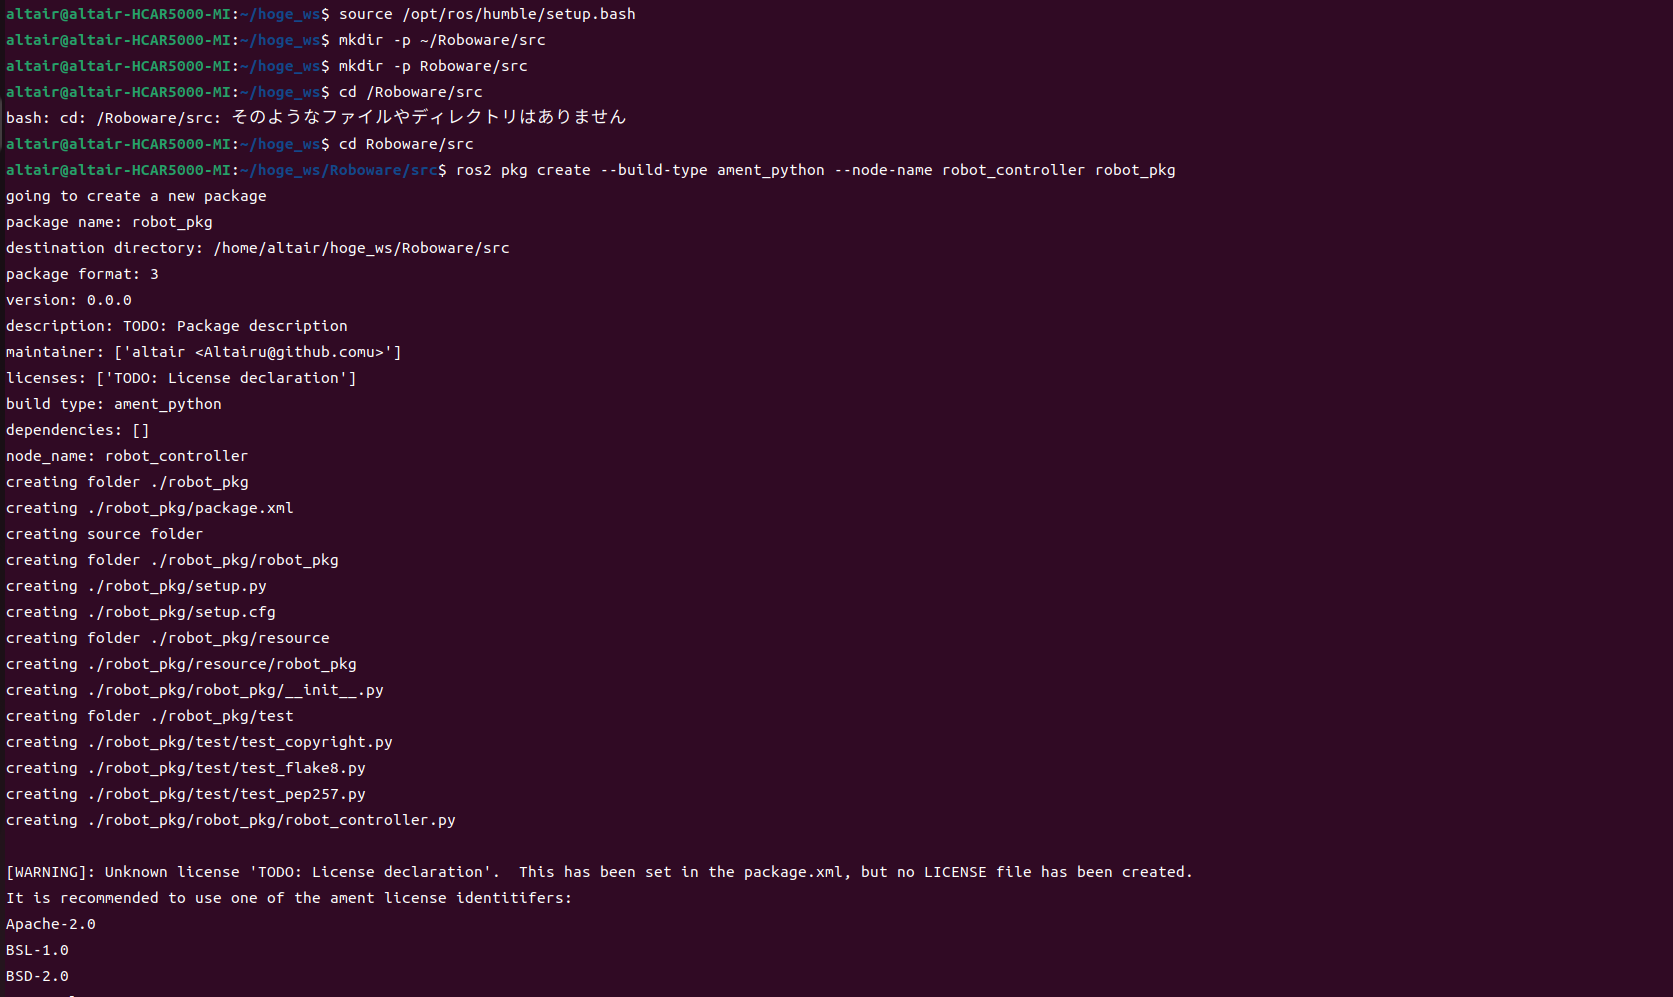 altair@altair-HCAR5000-MI:~/hoge_ws$ source /opt/ros/humble/setup.bash
altair@altair-HCAR5000-MI:~/hoge_ws$ mkdir -p ~/Roboware/src
altair@altair-HCAR5000-MI:~/hoge_ws$ mkdir -p Roboware/src
altair@altair-HCAR5000-MI:~/hoge_ws$ cd /Roboware/src
bash: cd: /Roboware/src: そのようなファイルやディレクトリはありません
altair@altair-HCAR5000-MI:~/hoge_ws$ cd Roboware/src
altair@altair-HCAR5000-MI:~/hoge_ws/Roboware/src$ ros2 pkg create --build-type ament_python --node-name robot_controller robot_pkg
going to create a new package
package name: robot_pkg
destination directory: /home/altair/hoge_ws/Roboware/src
package format: 3
version: 0.0.0
description: TODO: Package description
maintainer: ['altair <Altairu@github.comu>']
licenses: ['TODO: License declaration']
build type: ament_python
dependencies: []
node_name: robot_controller
creating folder ./robot_pkg
creating ./robot_pkg/package.xml
creating source folder
creating folder ./robot_pkg/robot_pkg
creating ./robot_pkg/setup.py
creating ./robot_pkg/setup.cfg
creating folder ./robot_pkg/resource
creating ./robot_pkg/resource/robot_pkg
creating ./robot_pkg/robot_pkg/__init__.py
creating folder ./robot_pkg/test
creating ./robot_pkg/test/test_copyright.py
creating ./robot_pkg/test/test_flake8.py
creating ./robot_pkg/test/test_pep257.py
creating ./robot_pkg/robot_pkg/robot_controller.py
[WARNING]: Unknown license 'TODO: License declaration'.  This has been set in the package.xml, but no LICENSE file has been created.
It is recommended to use one of the ament license identitifers:
Apache-2.0
BSL-1.0
BSD-2.0